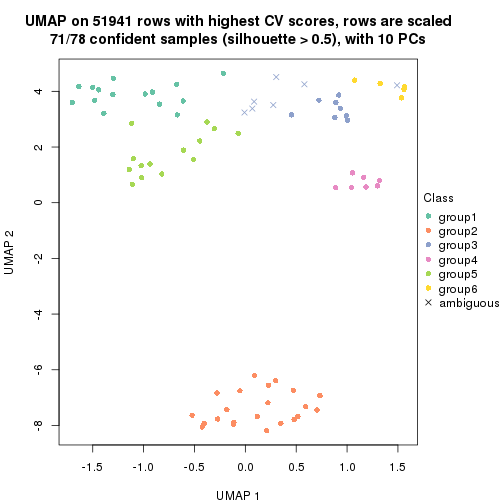 UMAP on 51941 rows with highest CV scores, rows are scaled
71/78 confident samples (silhouette > 0.5), with 10 PCs
4
2
0
-2
-4
-6
-8
UMAP 2
-1.5
-1.0
-0.5
0.0
0.5
1.0
1.5
UMAP 1
Class
group1
group2
group3
group4
group5
group6
ambiguous